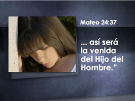 Mateo 24:37
... así será
la venida
del Hijo del
Hombre."